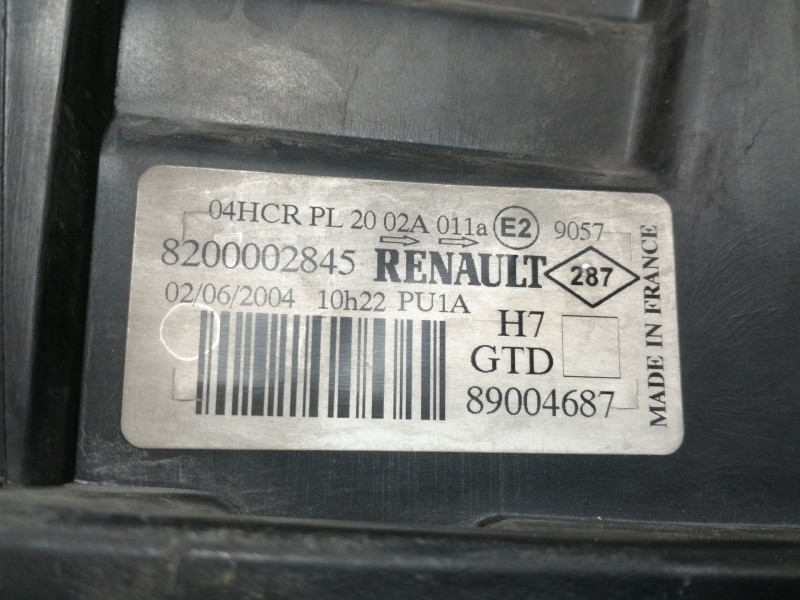 04HCR PL 20 02A 011a E2 9057
8200002845 RENAULT 287
02/06/2004 10h22 PU1A
H7
GTD
89004687
MADE IN FRANCE